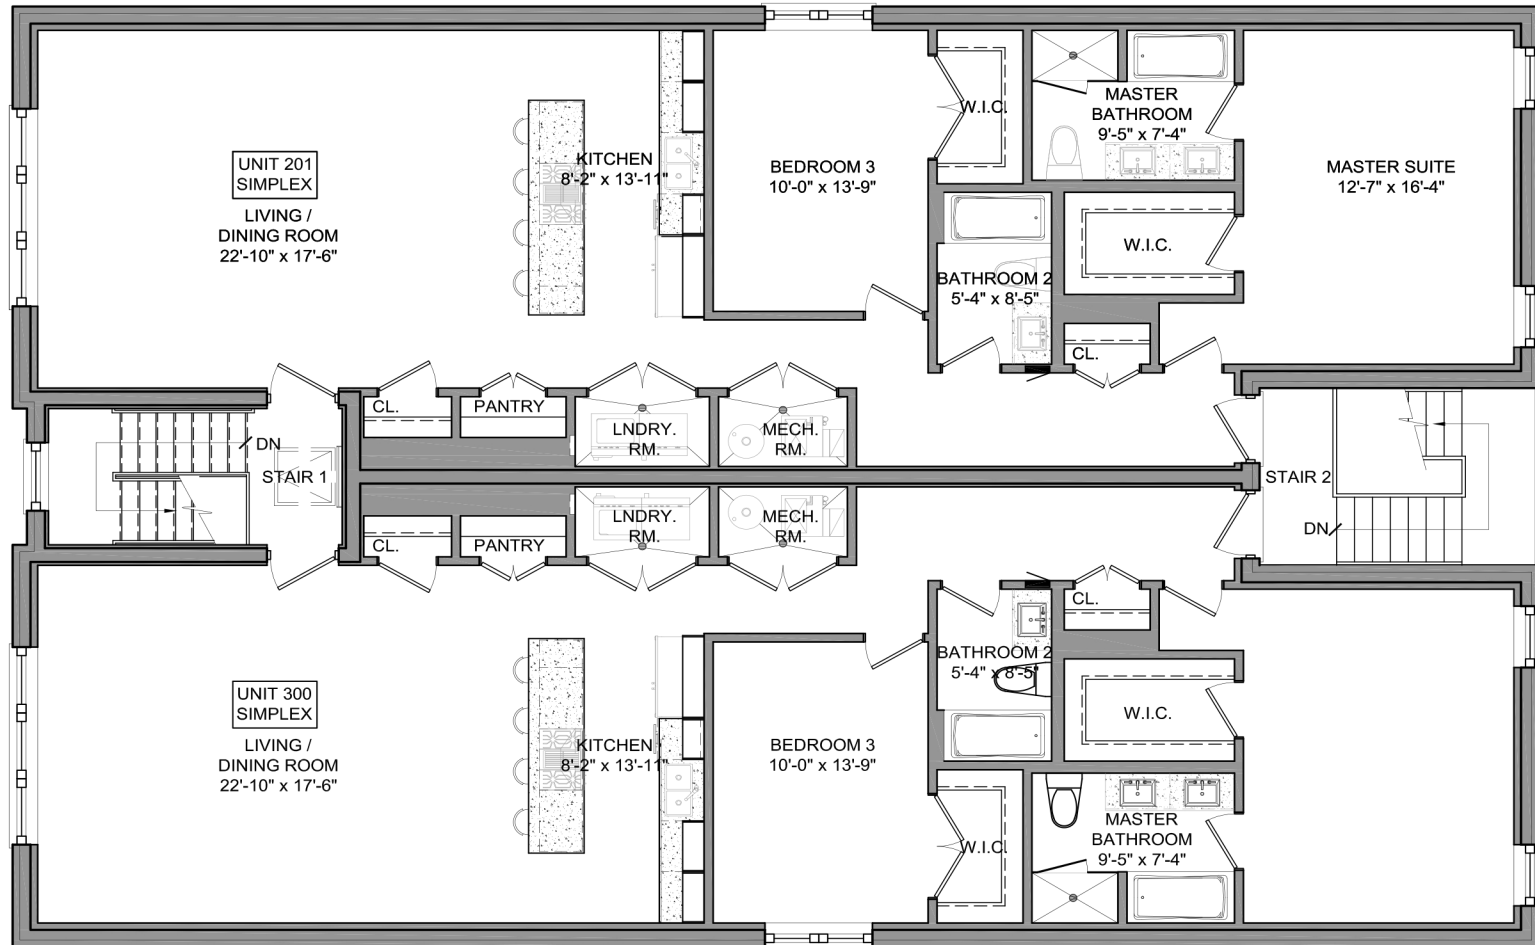 UNIT 201
SIMPLEX
LIVING /
DINING ROOM
22'-10" x 17'-6"
KITCHEN
8'-2" x 13'-11"
BEDROOM 3
10'-0" x 13'-9"
W.I.C.
MASTER
BATHROOM
9'-5" x 7'-4"
MASTER SUITE
12'-7" x 16'-4"
W.I.C.
BATHROOM 2
5'-4" x 8'-5"
CL.
CL.
PANTRY
LNDRY.
RM.
MECH.
RM.
DN
STAIR 1
STAIR 2
DN
CL.
PANTRY
LNDRY.
RM.
MECH.
RM.
CL.
UNIT 300
SIMPLEX
LIVING /
DINING ROOM
22'-10" x 17'-6"
KITCHEN
8'-2" x 13'-11"
BEDROOM 3
10'-0" x 13'-9"
BATHROOM 2
5'-4" x 8'-5"
W.I.C.
W.I.C.
MASTER
BATHROOM
9'-5" x 7'-4"